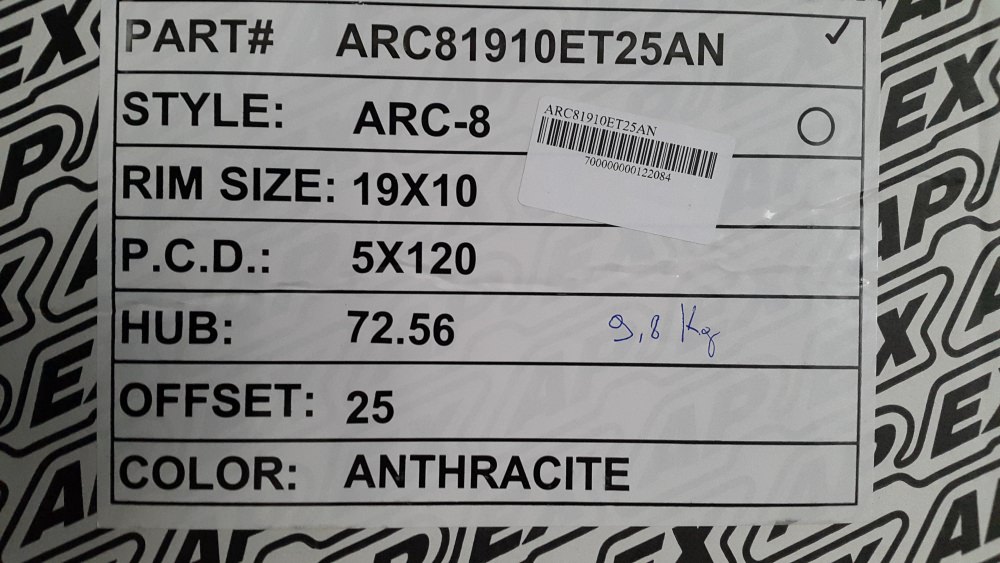 PART# ARC81910ET25AN
STYLE: ARC-8
ARC81910ET25AN
700000000122084
RIM SIZE: 19X10
P.C.D.: 5X120
HUB: 72.56
9,8 Kg
OFFSET: 25
COLOR: ANTHRACITE